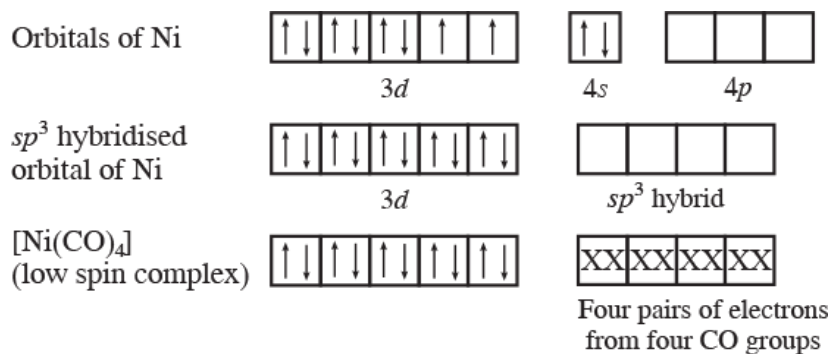 Orbitals of Ni
3d 4s 4p
sp³ hybridised
orbital of Ni
3d sp³ hybrid
[Ni(CO)₄]
(low spin complex)
XX XX XX XX
Four pairs of electrons
from four CO groups